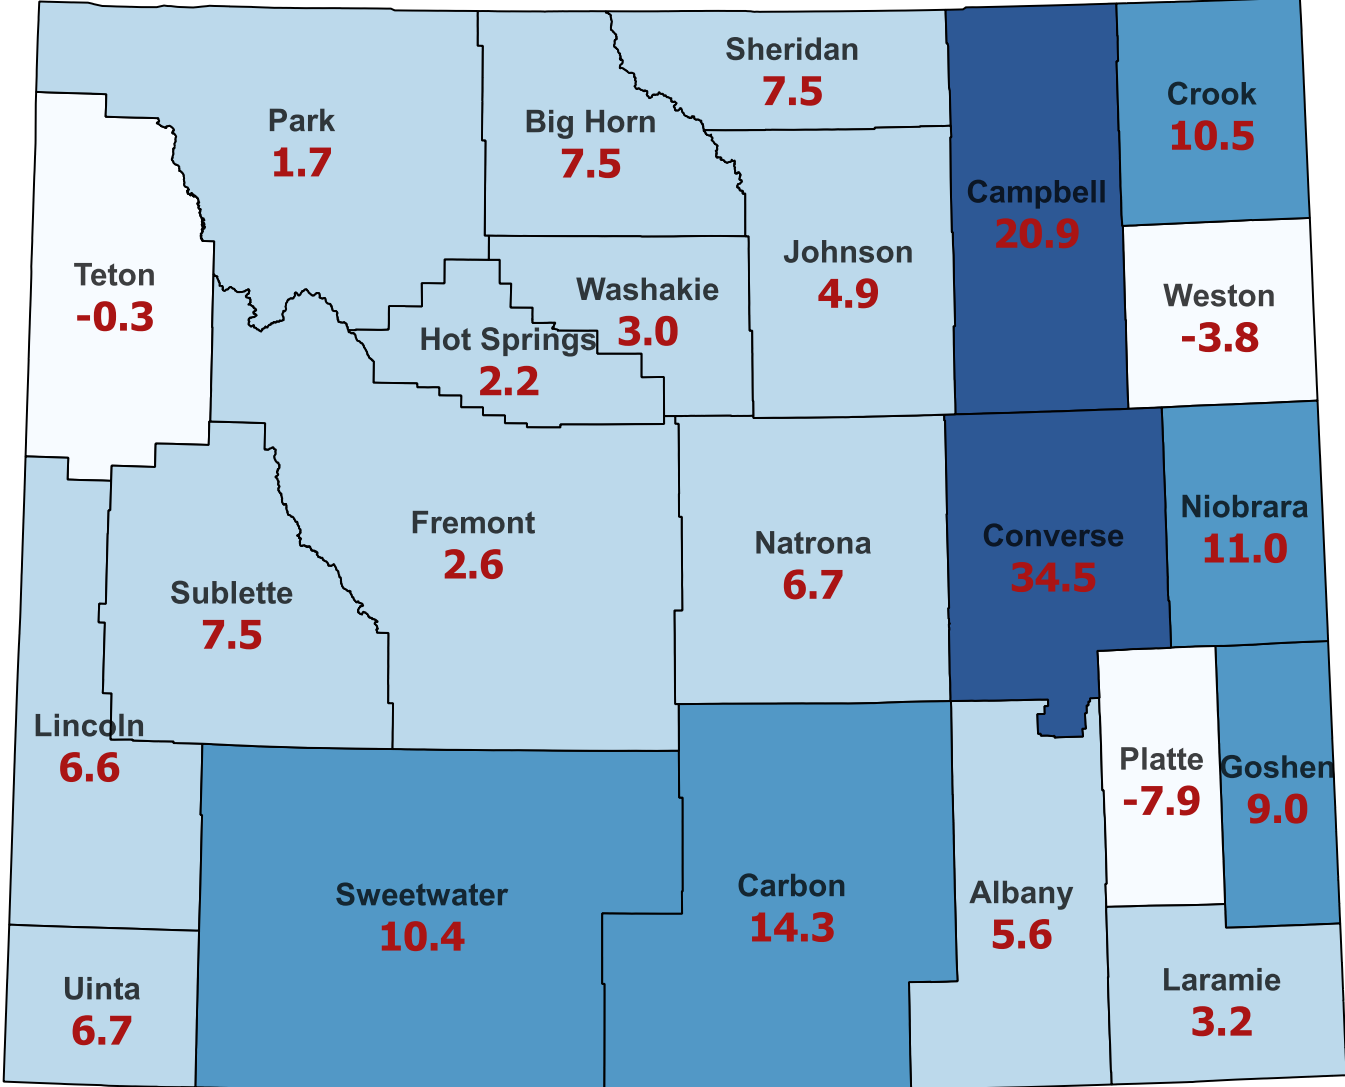 Sheridan
7.5
Crook
10.5
Park
1.7
Big Horn
7.5
Campbell
20.9
Johnson
4.9
Teton
-0.3
Washakie
3.0
Weston
-3.8
Hot Springs
2.2
Fremont
2.6
Natrona
6.7
Converse
34.5
Niobrara
11.0
Sublette
7.5
Lincoln
6.6
Platte
-7.9
Goshen
9.0
Sweetwater
10.4
Carbon
14.3
Albany
5.6
Uinta
6.7
Laramie
3.2